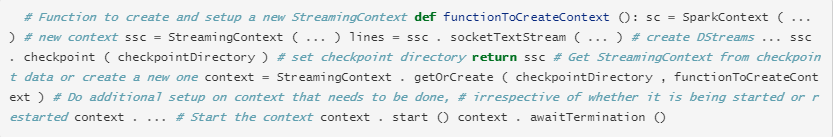 # Function to create and setup a new StreamingContext def functionToCreateContext (): sc = SparkContext ( ...
) # new context ssc = StreamingContext ( ... ) lines = ssc . socketTextStream ( ... ) # create DStreams ... ssc
. checkpoint ( checkpointDirectory ) # set checkpoint directory return ssc # Get StreamingContext from checkpoin
t data or create a new one context = StreamingContext . getOrCreate ( checkpointDirectory , functionToCreateCont
ext ) # Do additional setup on context that needs to be done, # irrespective of whether it is being started or r
estarted context . ... # Start the context context . start () context . awaitTermination ()